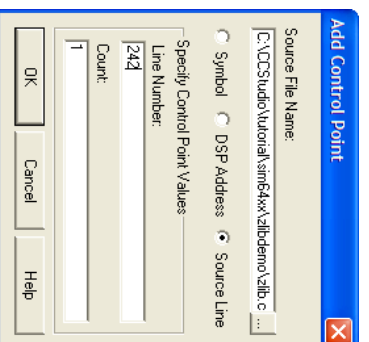 Add Control Point
Source File Name:
C:\CCStudio\tutorial\sim64xx\zlibdemo\zlib.c ...
Symbol DSP Address Source Line
Specify Control Point Values
Line Number:
242
Count:
1
OK Cancel Help